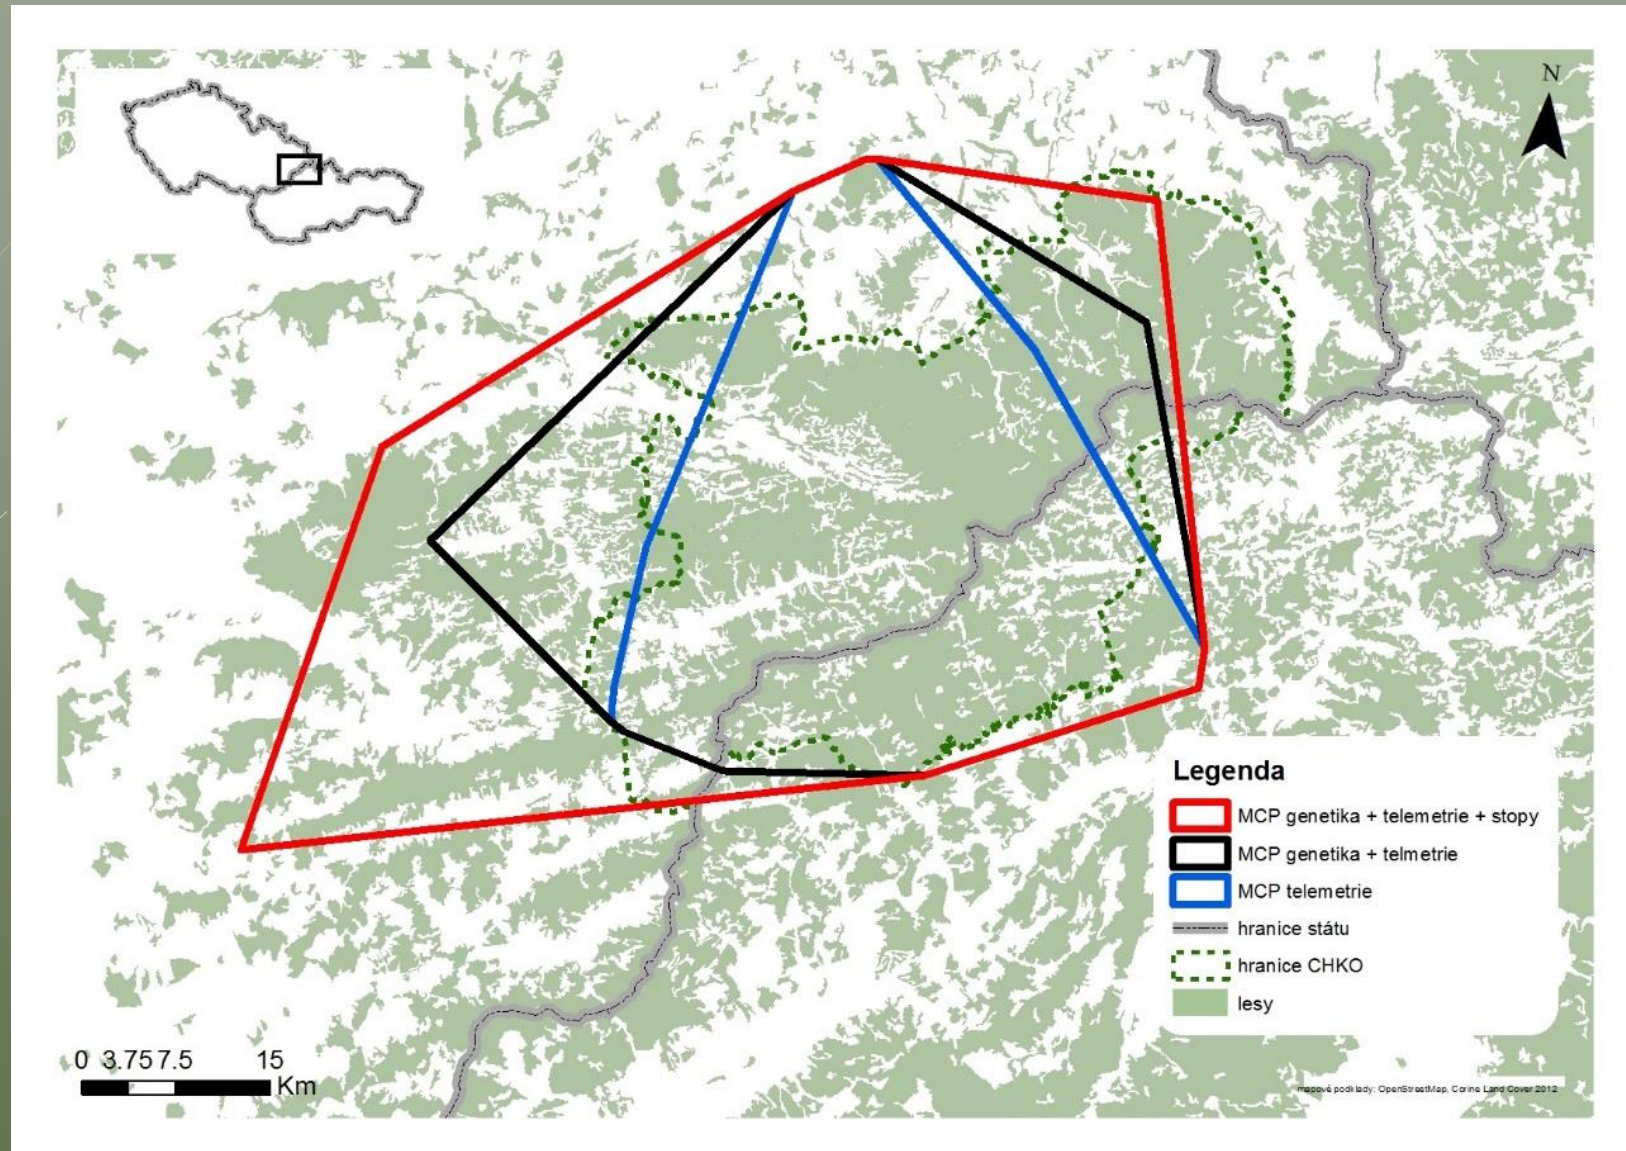 N
Legenda
MCP genetika + telemetrie + stopy
MCP genetika + telmetrie
MCP telemetrie
hranice státu
hranice CHKO
lesy
0 3.75 7.5 15
Km
mapové podklady: OpenStreetMap, Corine Land Cover 2012